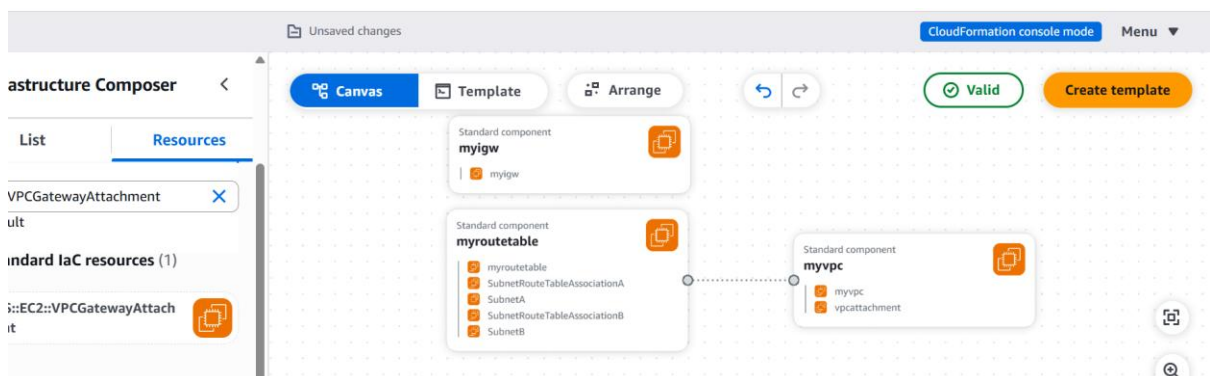 Unsaved changes
CloudFormation console mode
Menu
astructure Composer
Canvas
Template
Arrange
Valid
Create template
List
Resources
VPCGatewayAttachment
ult
ndard IaC resources (1)
::EC2::VPCGatewayAttach
t
Standard component
myigw
myigw
Standard component
myroutetable
myroutetable
SubnetRouteTableAssociationA
SubnetA
SubnetRouteTableAssociationB
SubnetB
Standard component
myvpc
myvpc
vpcattachment